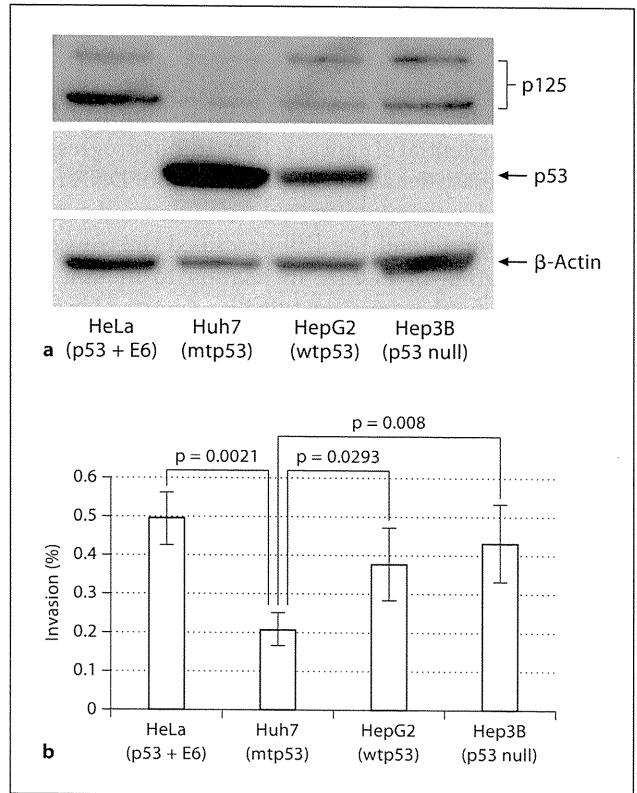 p125
p53
β-Actin
HeLa Huh7 HepG2 Hep3B
a (p53 + E6) (mtp53) (wtp53) (p53 null)
p = 0.008
p = 0.0021 p = 0.0293
0.6
0.5
0.4
0.3
0.2
0.1
0
Invasion (%)
HeLa Huh7 HepG2 Hep3B
b (p53 + E6) (mtp53) (wtp53) (p53 null)